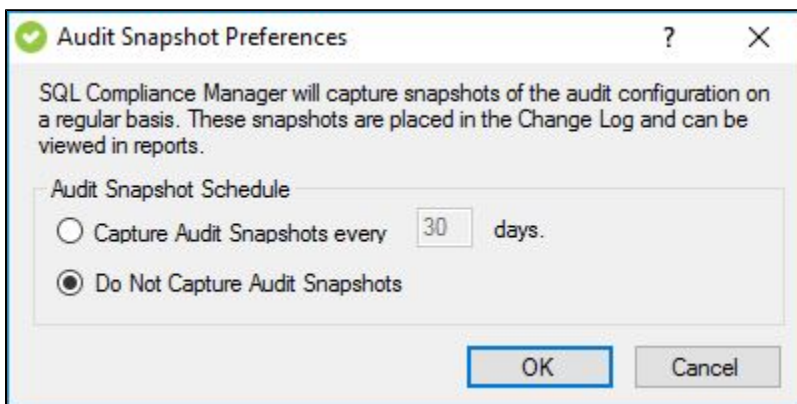 Audit Snapshot Preferences ? X
SQL Compliance Manager will capture snapshots of the audit configuration on
a regular basis. These snapshots are placed in the Change Log and can be
viewed in reports.
Audit Snapshot Schedule
Capture Audit Snapshots every 30 days.
Do Not Capture Audit Snapshots
OK Cancel